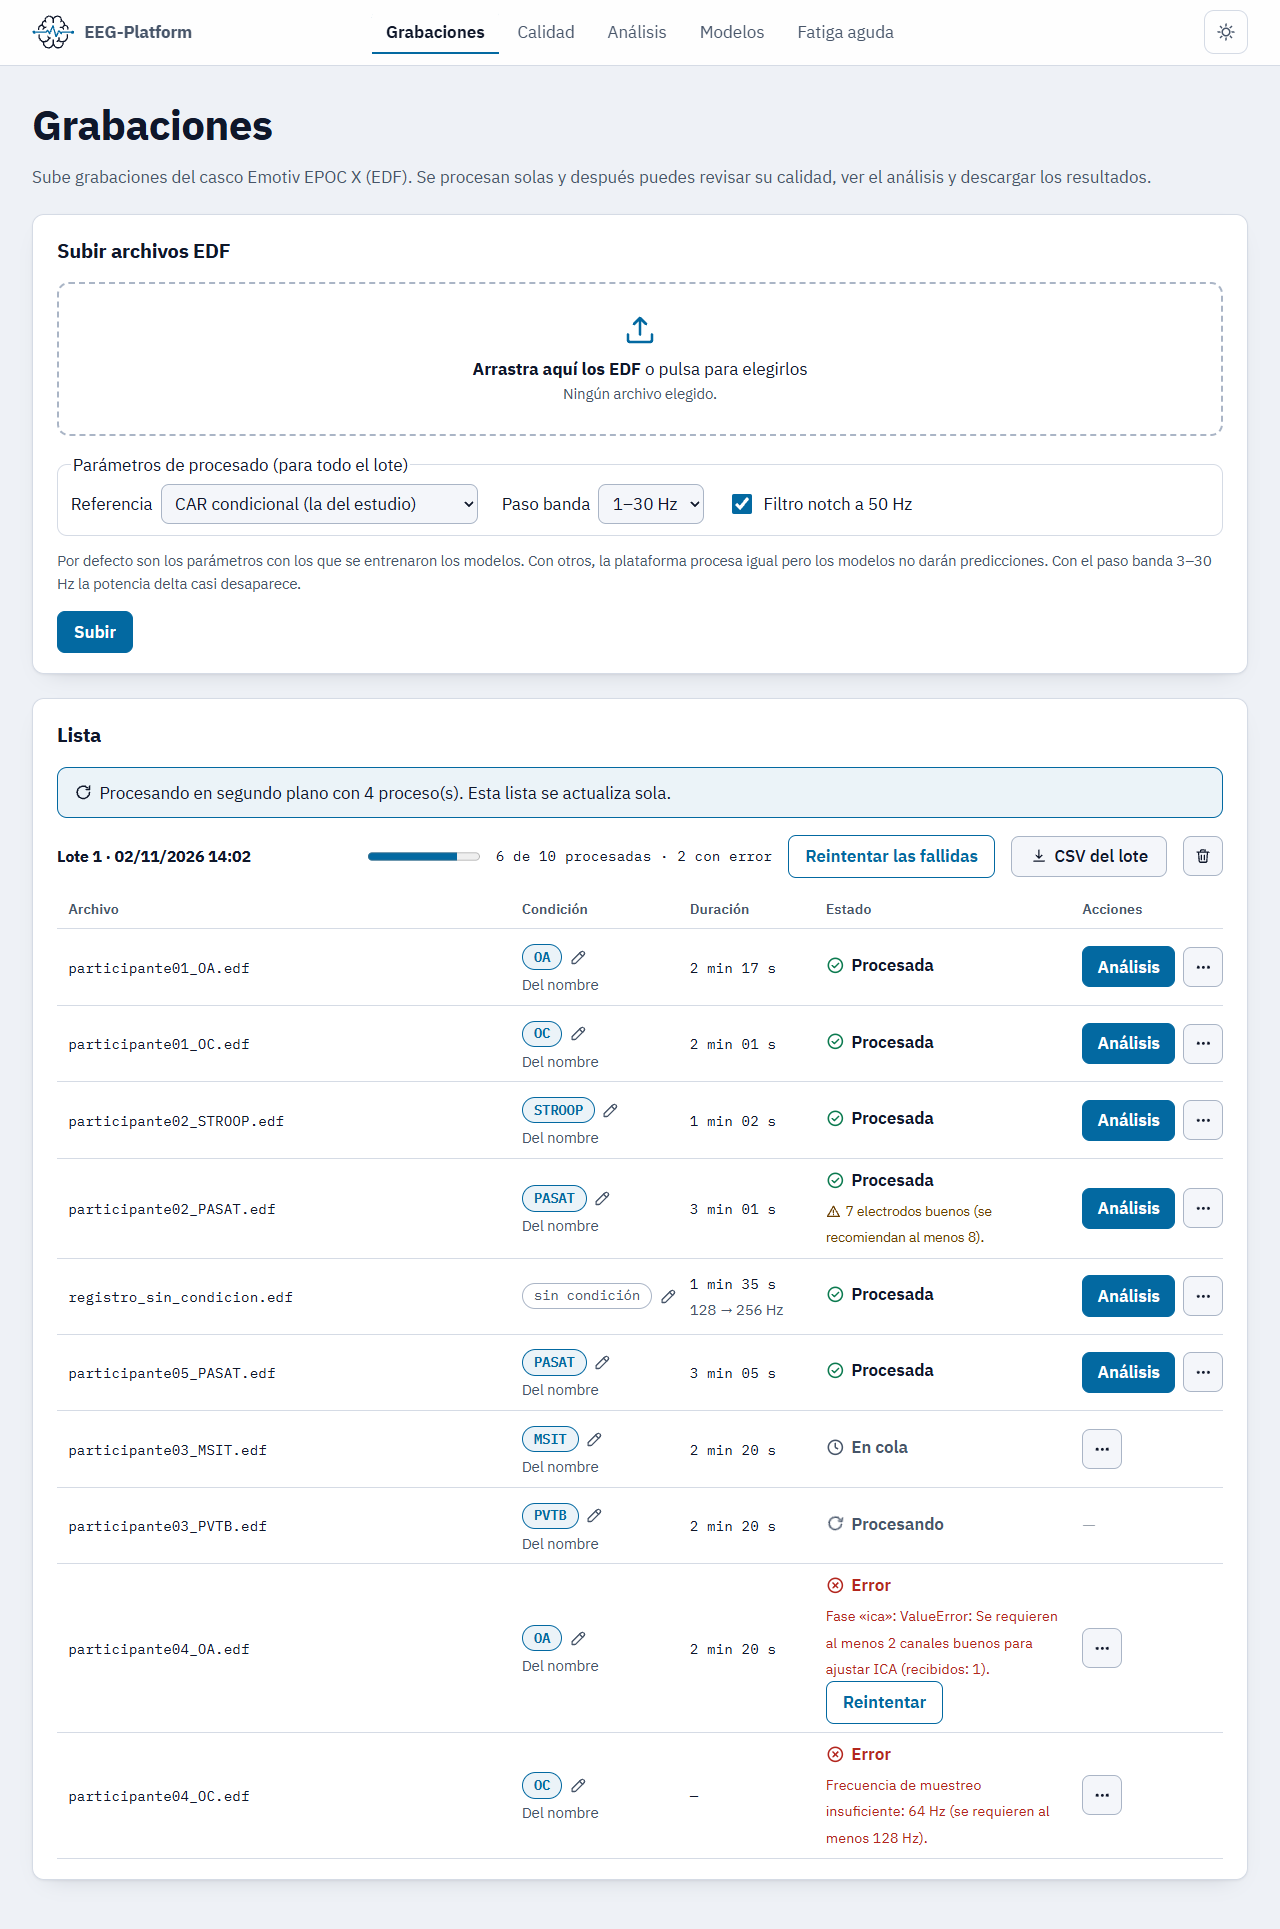 EEG-Platform
Grabaciones
Calidad
Análisis
Modelos
Fatiga aguda
Grabaciones
Sube grabaciones del casco Emotiv EPOC X (EDF). Se procesan solas y después puedes revisar su calidad, ver el análisis y descargar los resultados.
Subir archivos EDF
Arrastra aquí los EDF o pulsa para elegirlos
Ningún archivo elegido.
Parámetros de procesado (para todo el lote)
Referencia CAR condicional (la del estudio) Paso banda 1–30 Hz Filtro notch a 50 Hz
Por defecto son los parámetros con los que se entrenaron los modelos. Con otros, la plataforma procesa igual pero los modelos no darán predicciones. Con el paso banda 3–30
Hz la potencia delta casi desaparece.
Subir
Lista
Procesando en segundo plano con 4 proceso(s). Esta lista se actualiza sola.
Lote 1 · 02/11/2026 14:02 6 de 10 procesadas · 2 con error Reintentar las fallidas CSV del lote
Archivo Condición Duración Estado Acciones
participante01_OA.edf OA 2 min 17 s Procesada Análisis ···
Del nombre
participante01_OC.edf OC 2 min 01 s Procesada Análisis ···
Del nombre
participante02_STROOP.edf STROOP 1 min 02 s Procesada Análisis ···
Del nombre
participante02_PASAT.edf PASAT 3 min 01 s Procesada Análisis ···
Del nombre
7 electrodos buenos (se
recomiendan al menos 8).
registro_sin_condicion.edf sin condición 1 min 35 s Procesada Análisis ···
128 → 256 Hz
participante05_PASAT.edf PASAT 3 min 05 s Procesada Análisis ···
Del nombre
participante03_MSIT.edf MSIT 2 min 20 s En cola ···
Del nombre
participante03_PVTB.edf PVTB 2 min 20 s Procesando —
Del nombre
participante04_OA.edf OA 2 min 20 s Error ···
Del nombre
Fase «ica»: ValueError: Se requieren
al menos 2 canales buenos para
ajustar ICA (recibidos: 1).
Reintentar
participante04_OC.edf OC – Error ···
Del nombre
Frecuencia de muestreo
insuficiente: 64 Hz (se requieren al
menos 128 Hz).